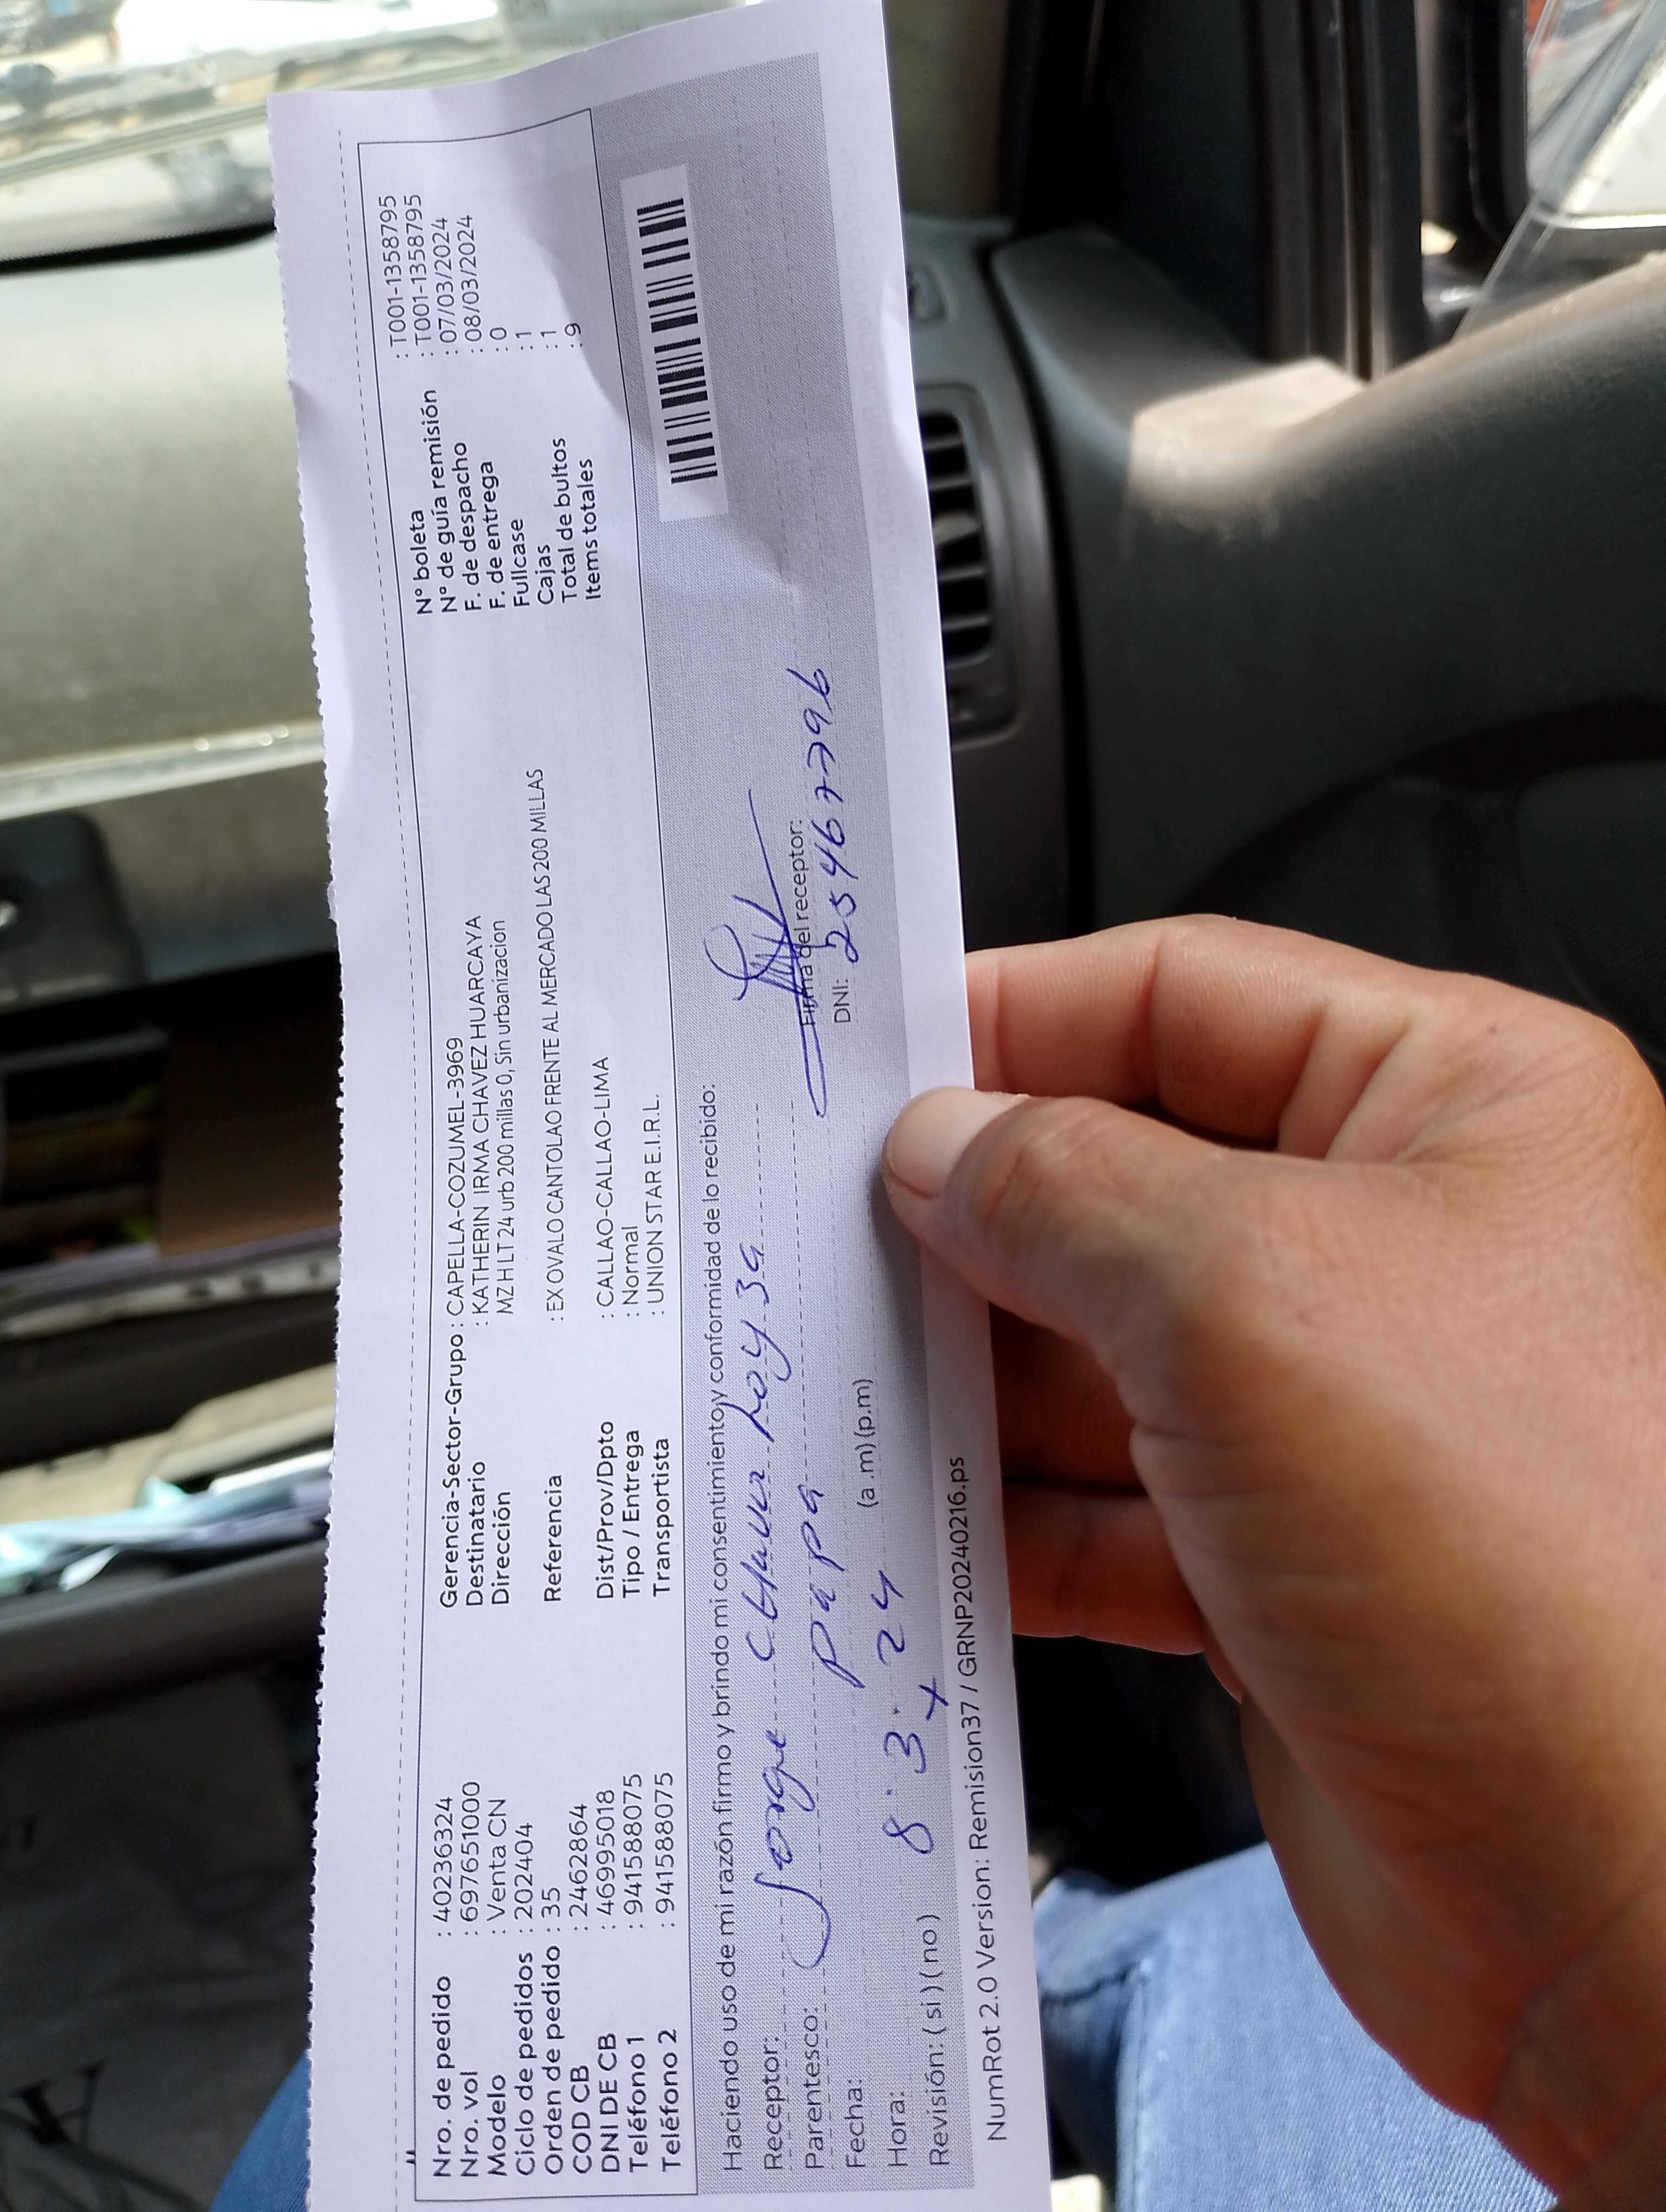 Nro. de pedido : 40236324
Nro. vol : 697651000
Modelo : Venta CN
Ciclo de pedidos : 202404
Orden de pedido : 35
COD CB : 24628​64
DNI DE CB : 46995018
Teléfono 1 : 941588075
Teléfono 2 : 941588075
Gerencia-Sector-Grupo : CAPELLA-COZUMEL-3969
Destinatario : KATHERIN IRMA CHAVEZ HUARCAYA
Dirección MZ H LT 24 urb 200 millas 0, Sin urbanizacion
Referencia : EX OVALO CANTOLAO FRENTE AL MERCADO LAS 200 MILLAS
Dist/Prov/Dpto : CALLAO-CALLAO-LIMA
Tipo / Entrega : Normal
Transportista : UNION STAR E.I.R.L.
N° boleta : T001-1358795
N° de guía remisión : T001-1358795
F. de despacho : 07/03/2024
F. de entrega : 08/03/2024
Fullcase : 0
Cajas : 1
Total de bultos : 1
Items totales : 9
Haciendo uso de mi razón firmo y brindo mi consentimiento y conformidad de lo recibido:
Receptor: Jorge Chavez
Parentesco: Papa
Fecha: 8.3.24
Hora: (a .m) (p.m)
Revisión: ( si ) ( no )
Firma del receptor:
DNI: 25467796
NumRot 2.0 Version: Remision37 / GRNP20240216.ps